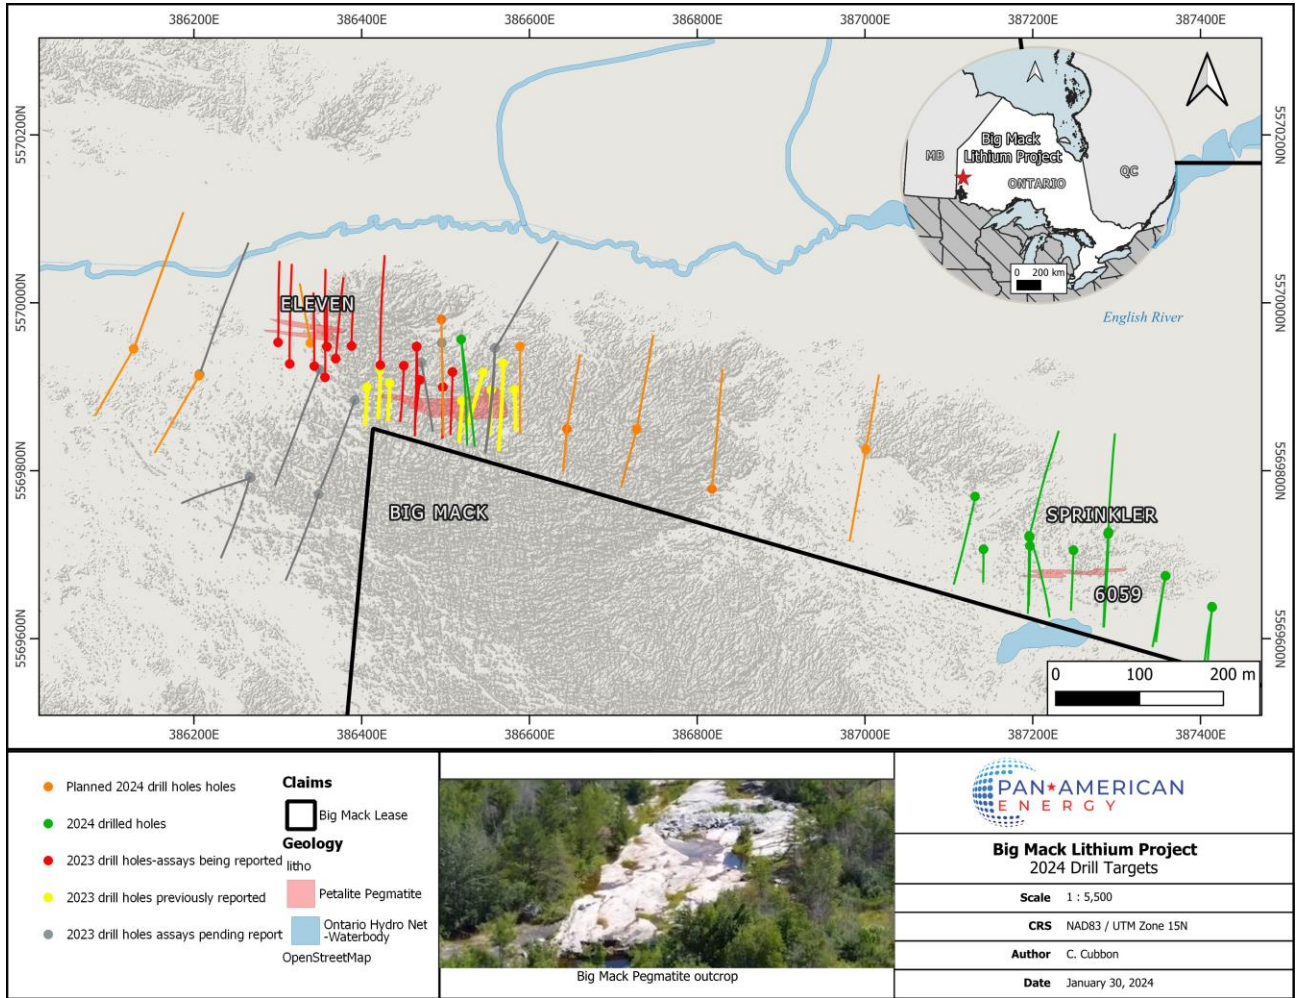 386200E 386400E 386600E 386800E 387000E 387200E 387400E
5570200N
5570200N
5570000N
5570000N
5569800N
5569800N
5569600N
5569600N
Big Mack
Lithium Project
MB
ONTARIO
QC
0 200 km
English River
ELEVEN
BIG MACK
SPRINKLER
6059
0 100 200 m
386200E 386400E 386600E 386800E 387000E 387200E 387400E
Planned 2024 drill holes holes
2024 drilled holes
2023 drill holes-assays being reported
2023 drill holes previously reported
2023 drill holes assays pending report
Claims
Big Mack Lease
Geology
litho
Petalite Pegmatite
Ontario Hydro Net
-Waterbody
OpenStreetMap
Big Mack Pegmatite outcrop
PAN★AMERICAN
ENERGY
Big Mack Lithium Project
2024 Drill Targets
Scale 1 : 5,500
CRS NAD83 / UTM Zone 15N
Author C. Cubbon
Date January 30, 2024